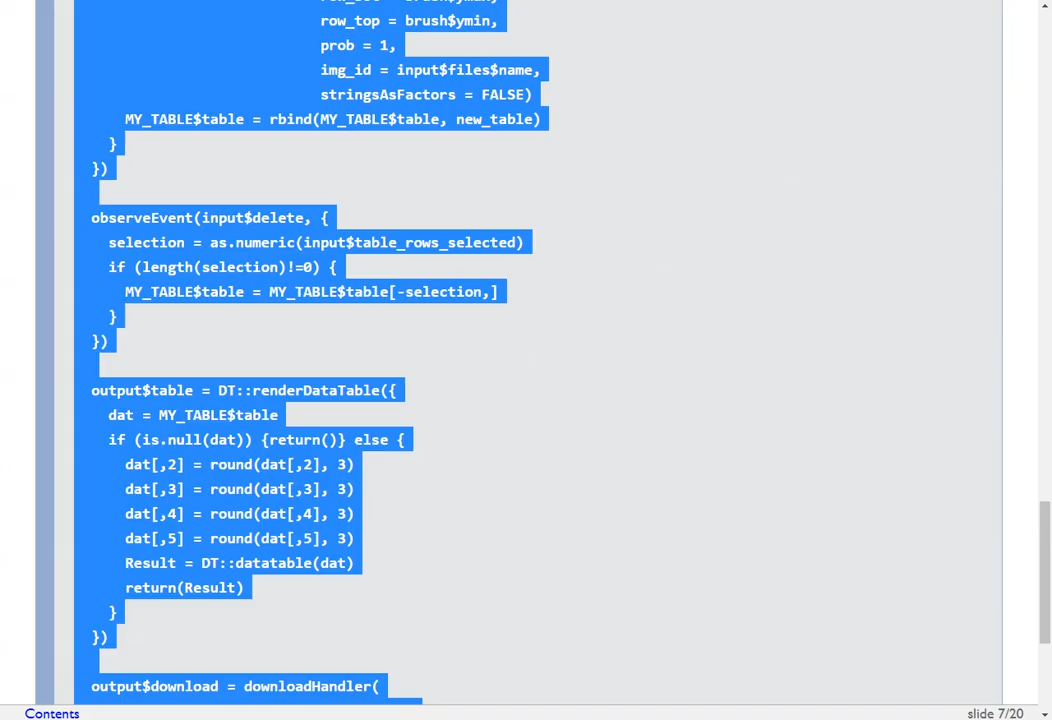 row_top = brush$ymin,
prob = 1,
img_id = input$files$name,
stringsAsFactors = FALSE)
MY_TABLE$table = rbind(MY_TABLE$table, new_table)
}
})
observeEvent(input$delete, {
selection = as.numeric(input$table_rows_selected)
if (length(selection)!=0) {
MY_TABLE$table = MY_TABLE$table[-selection,]
}
})
output$table = DT::renderDataTable({
dat = MY_TABLE$table
if (is.null(dat)) {return()} else {
dat[,2] = round(dat[,2], 3)
dat[,3] = round(dat[,3], 3)
dat[,4] = round(dat[,4], 3)
dat[,5] = round(dat[,5], 3)
Result = DT::datatable(dat)
return(Result)
}
})
output$download = downloadHandler(
Contents
slide 7/20